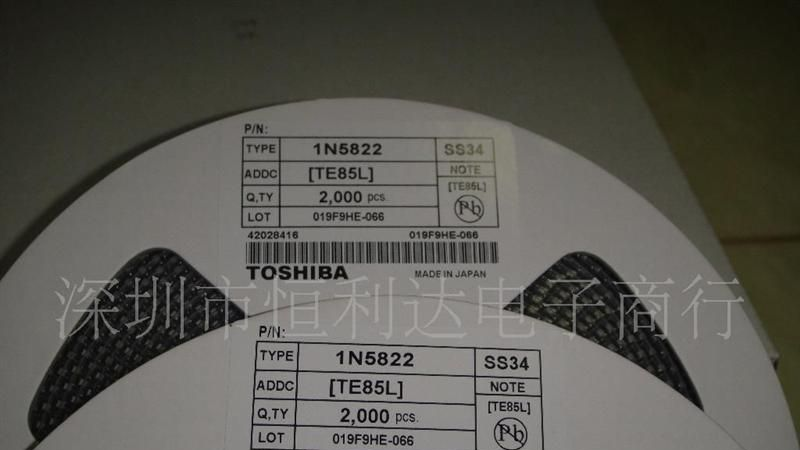 P/N:
TYPE 1N5822 SS34
ADDC [TE85L] NOTE
Q,TY 2,000 pcs. [TE85L]
LOT 019F9HE-066 Pb
42028416 019F9HE-066
TOSHIBA MADE IN JAPAN
深圳市恒利达电子商行
P/N:
TYPE 1N5822 SS34
ADDC [TE85L] NOTE
Q,TY 2,000 pcs. [TE85L]
LOT 019F9HE-066 Pb